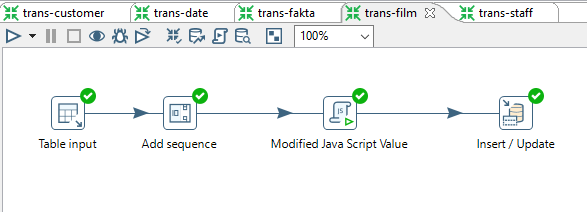 trans-customer
trans-date
trans-fakta
trans-film
trans-staff
100%
Table input
Add sequence
Modified Java Script Value
Insert / Update